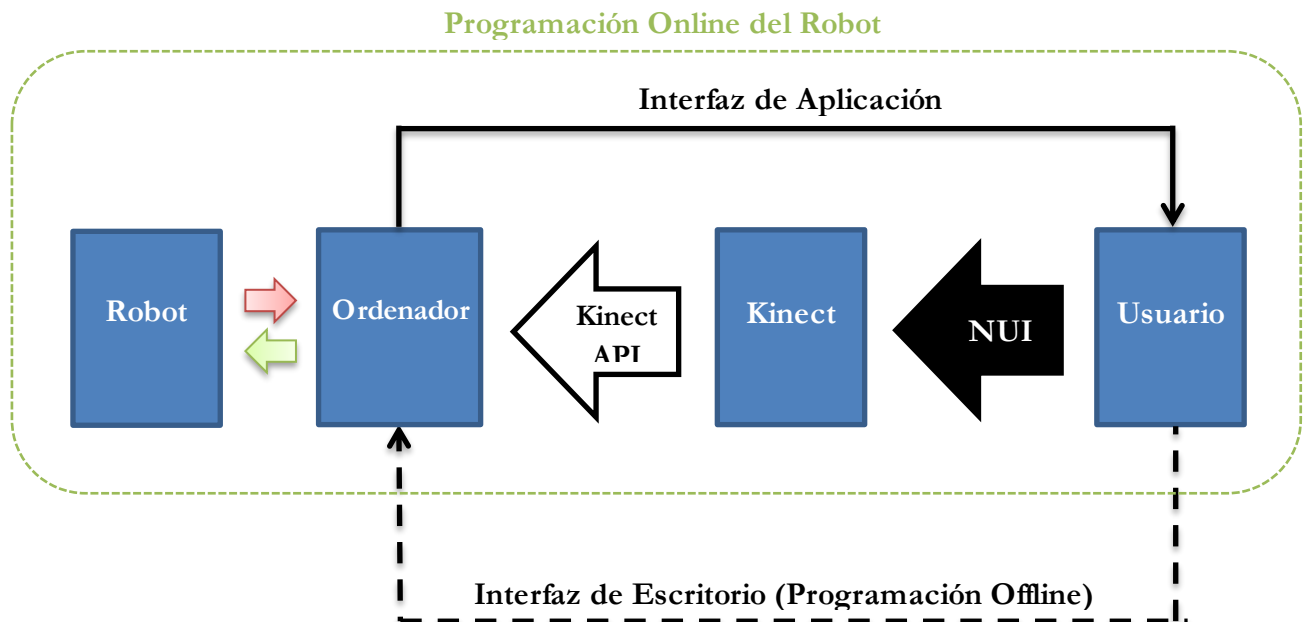 Programación Online del Robot
Interfaz de Aplicación
Robot
Ordenador
Kinect
API
Kinect
NUI
Usuario
Interfaz de Escritorio (Programación Offline)